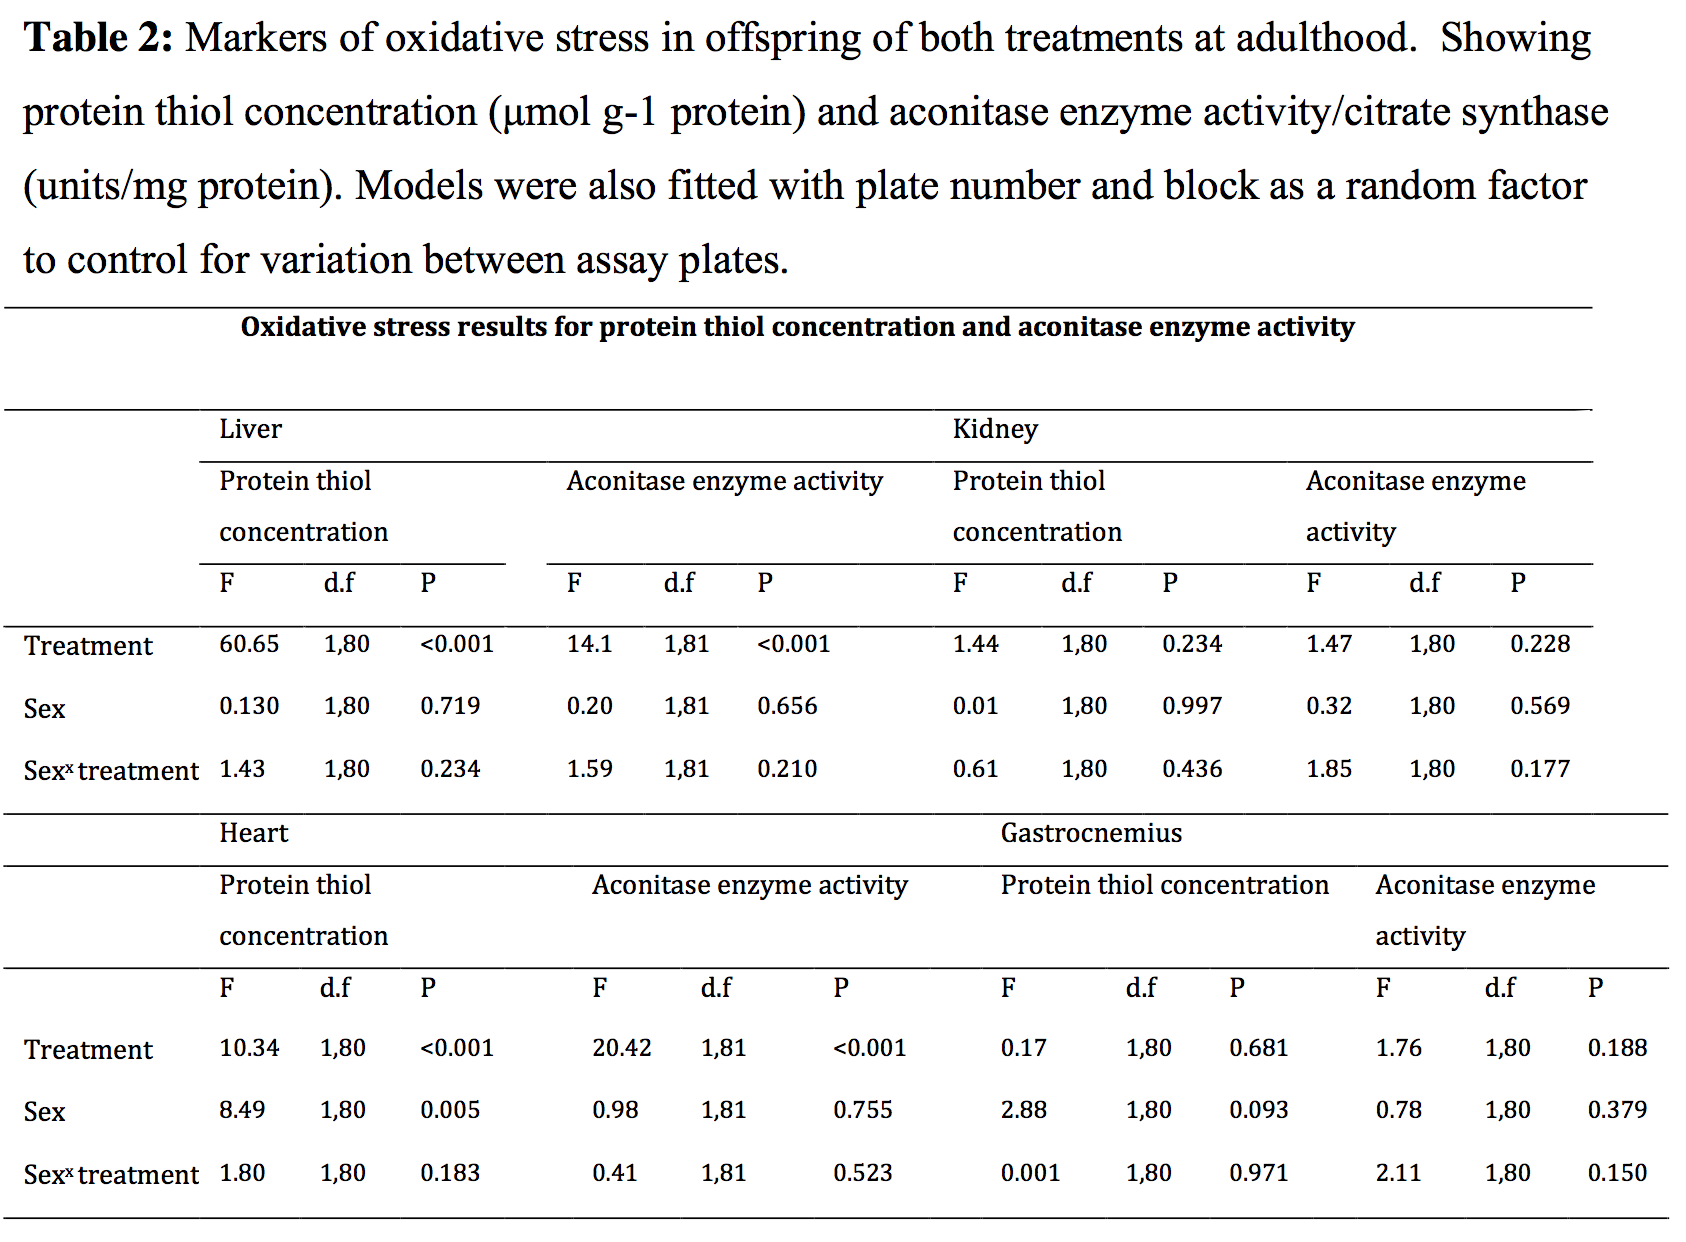 Table 2: Markers of oxidative stress in offspring of both treatments at adulthood.  Showing
protein thiol concentration (μmol g-1 protein) and aconitase enzyme activity/citrate synthase
(units/mg protein). Models were also fitted with plate number and block as a random factor
to control for variation between assay plates.
Oxidative stress results for protein thiol concentration and aconitase enzyme activity
Liver Kidney
Protein thiol Aconitase enzyme activity Protein thiol Aconitase enzyme
concentration concentration activity
F d.f P F d.f P F d.f P F d.f P
Treatment 60.65 1,80 <0.001 14.1 1,81 <0.001 1.44 1,80 0.234 1.47 1,80 0.228
Sex 0.130 1,80 0.719 0.20 1,81 0.656 0.01 1,80 0.997 0.32 1,80 0.569
Sexˣ treatment 1.43 1,80 0.234 1.59 1,81 0.210 0.61 1,80 0.436 1.85 1,80 0.177
Heart Gastrocnemius
Protein thiol Aconitase enzyme activity Protein thiol concentration Aconitase enzyme
concentration activity
F d.f P F d.f P F d.f P F d.f P
Treatment 10.34 1,80 <0.001 20.42 1,81 <0.001 0.17 1,80 0.681 1.76 1,80 0.188
Sex 8.49 1,80 0.005 0.98 1,81 0.755 2.88 1,80 0.093 0.78 1,80 0.379
Sexˣ treatment 1.80 1,80 0.183 0.41 1,81 0.523 0.001 1,80 0.971 2.11 1,80 0.150